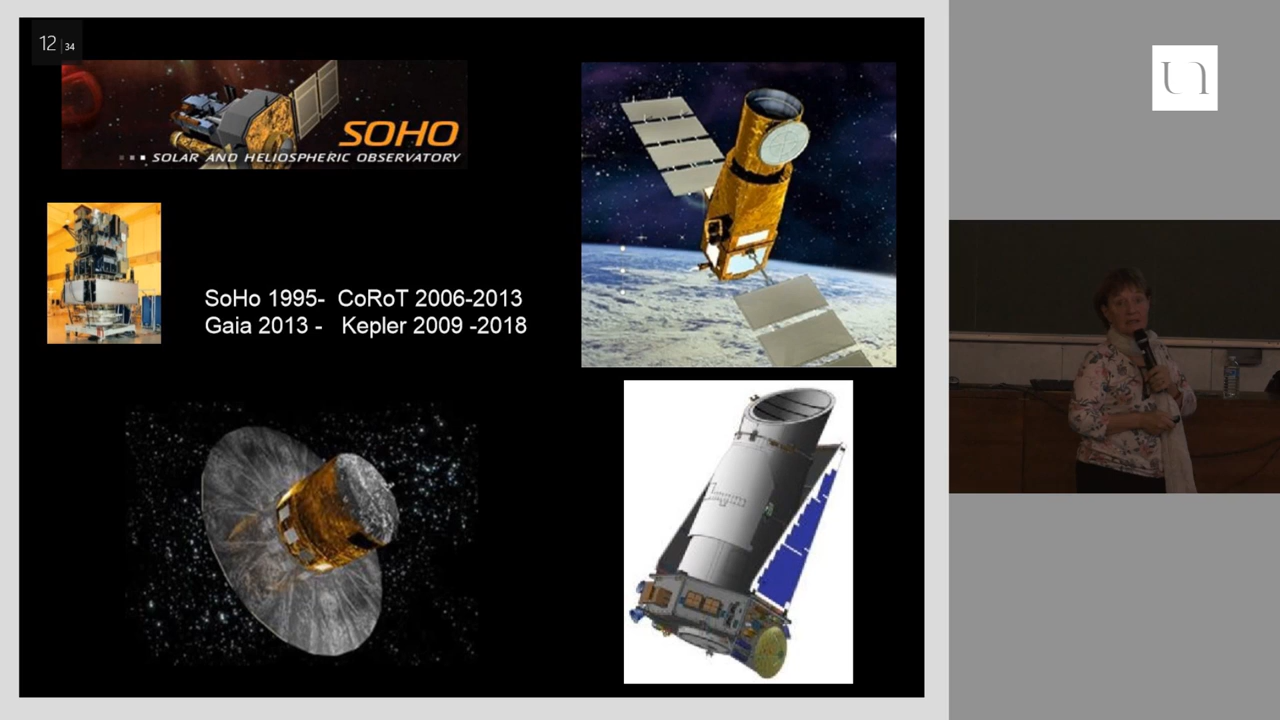 12 | 34
SOHO
SOLAR AND HELIOSPHERIC OBSERVATORY
SoHo 1995- CoRoT 2006-2013
Gaia 2013 - Kepler 2009 -2018